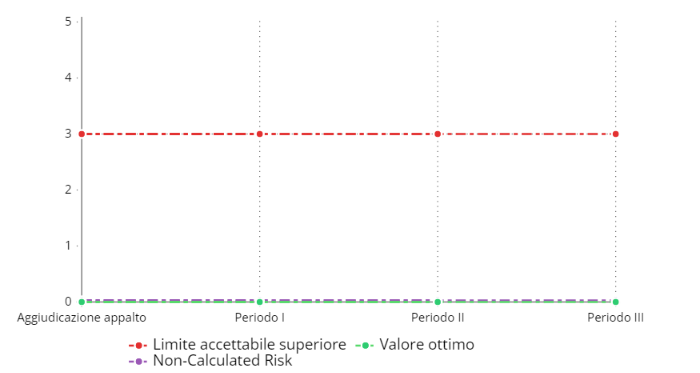 5
4
3
2
1
0
Aggiudicazione appalto Periodo I Periodo II Periodo III
Limite accettabile superiore Valore ottimo
Non-Calculated Risk